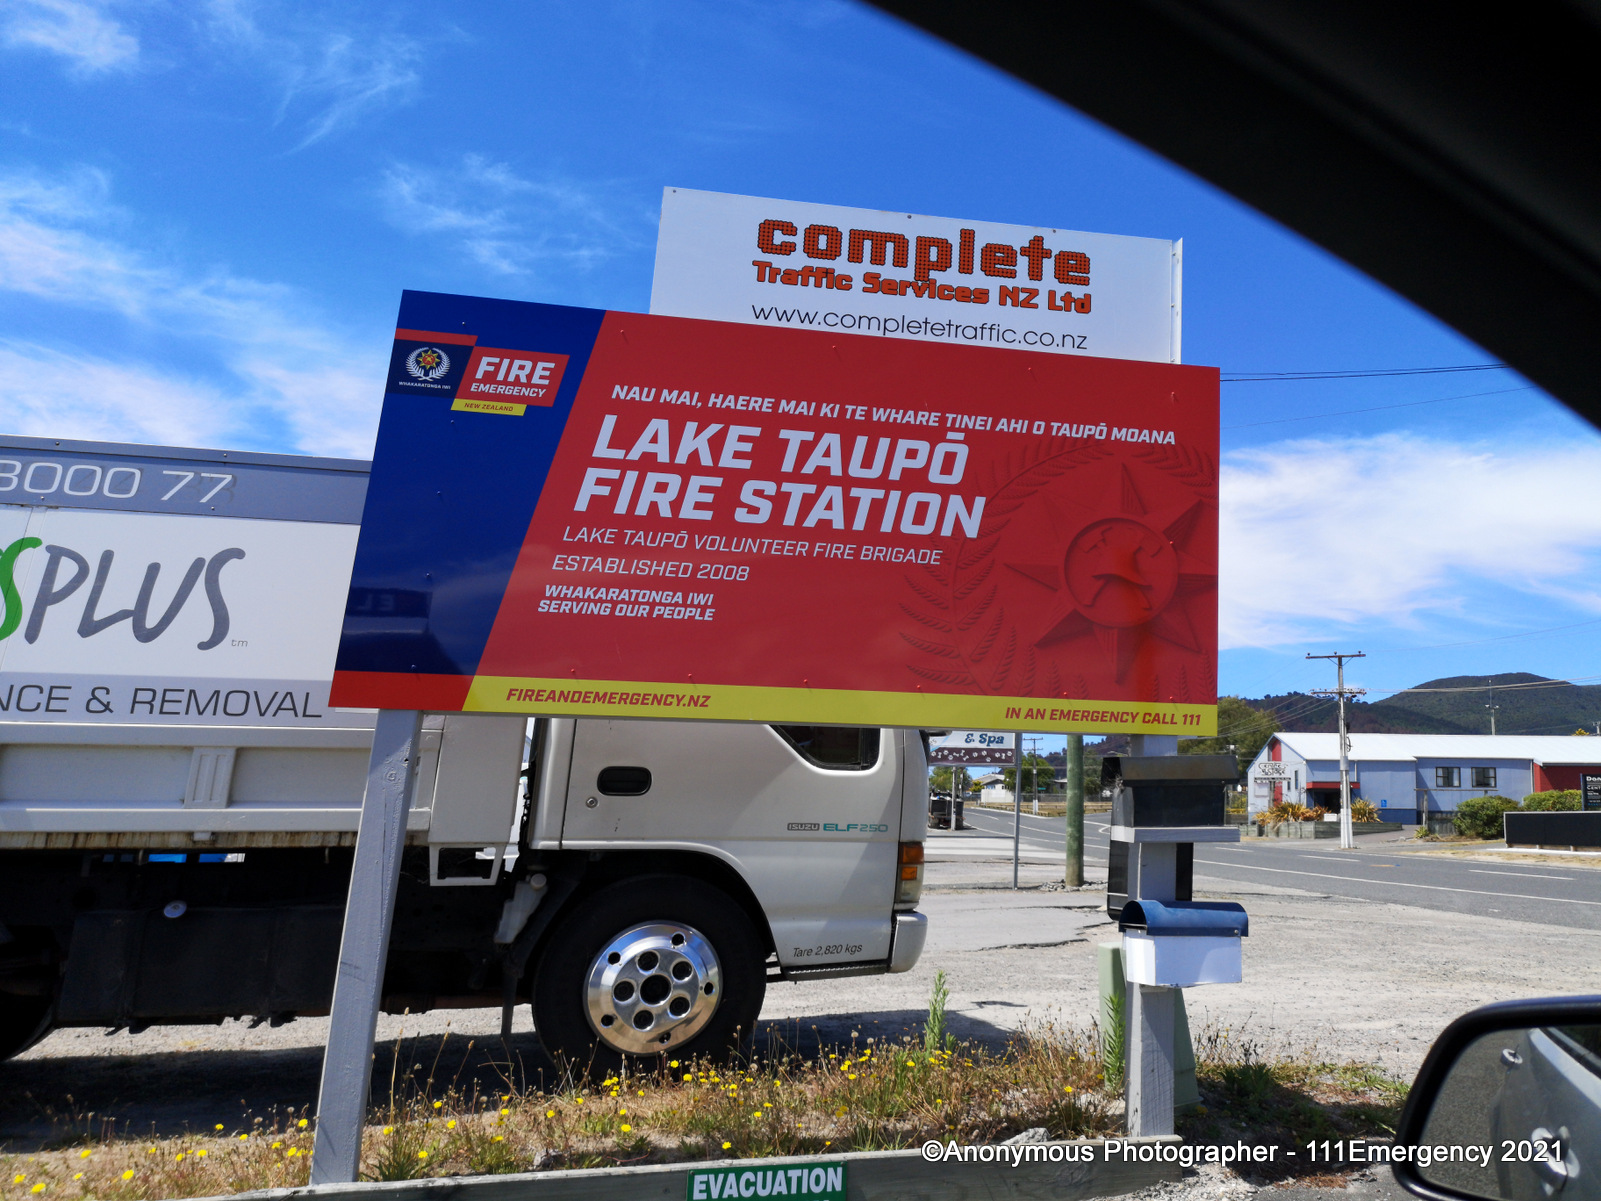 complete
Traffic Services NZ Ltd
www.completetraffic.co.nz
WHAKARATONGA IWI
FIRE
EMERGENCY
NEW ZEALAND
NAU MAI, HAERE MAI KI TE WHARE TINEI AHI O TAUPŌ MOANA
LAKE TAUPŌ
FIRE STATION
LAKE TAUPŌ VOLUNTEER FIRE BRIGADE
ESTABLISHED 2008
WHAKARATONGA IWI
SERVING OUR PEOPLE
FIREANDEMERGENCY.NZ
IN AN EMERGENCY CALL 111
3000 77
SPLUS
tm
NCE & REMOVAL
ISUZU ELF250
Tare 2,820 kgs
& Spa
EVACUATION
©Anonymous Photographer - 111Emergency 2021